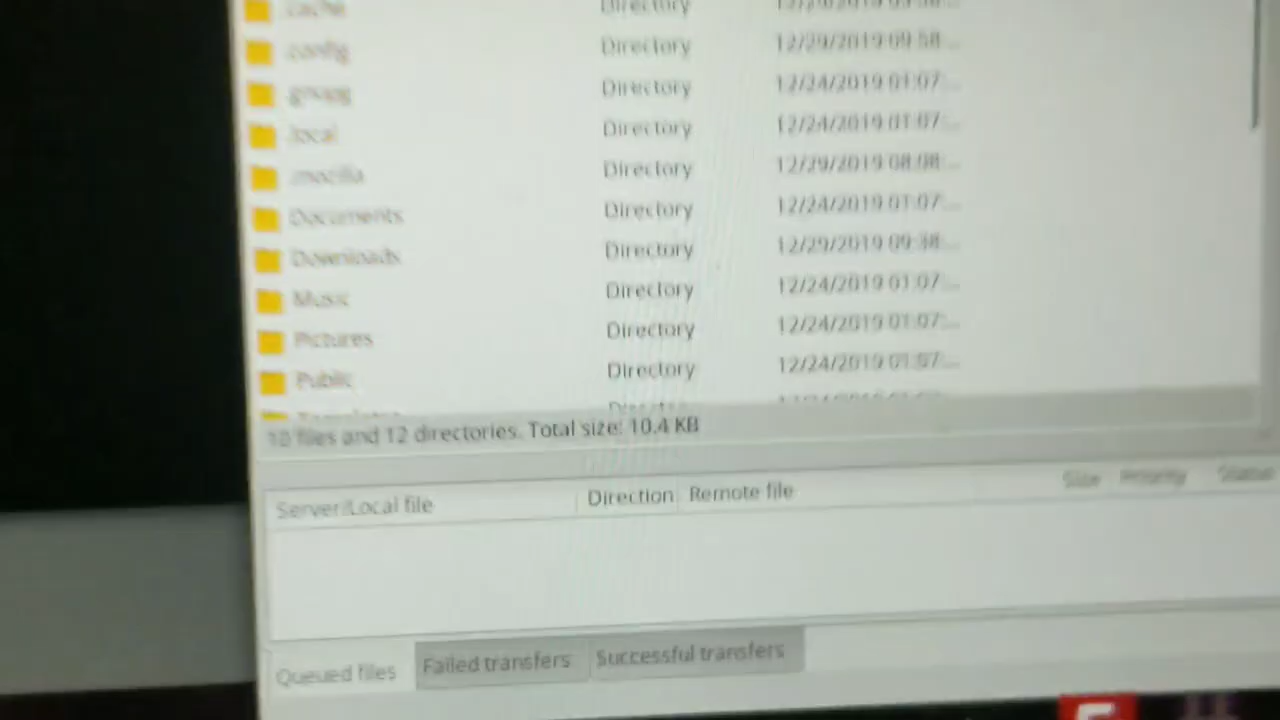 .cache Directory
.config Directory 12/29/2019 09:58...
.gnupg Directory 12/24/2019 01:07...
.local Directory 12/24/2019 01:07...
.mozilla Directory 12/29/2019 08:08...
Documents Directory 12/24/2019 01:07...
Downloads Directory 12/29/2019 09:38...
Music Directory 12/24/2019 01:07...
Pictures Directory 12/24/2019 01:07...
Public Directory 12/24/2019 01:07...
10 files and 12 directories. Total size: 10.4 KB
Server/Local file Direction Remote file Size Priority Status
Queued files Failed transfers Successful transfers